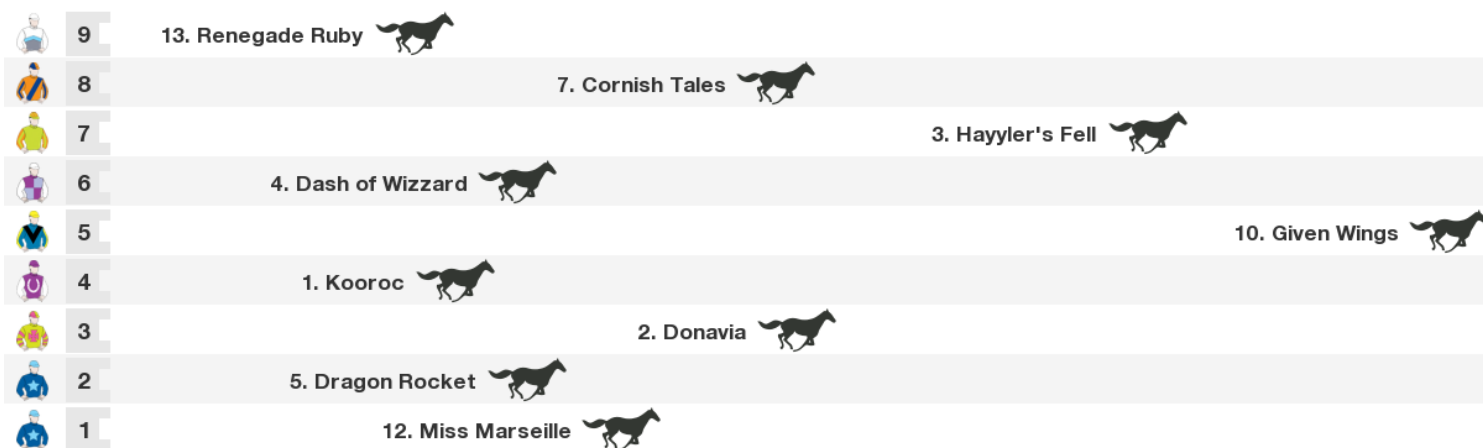 9 13. Renegade Ruby
8 7. Cornish Tales
7 3. Hayyler's Fell
6 4. Dash of Wizzard
5 10. Given Wings
4 1. Kooroc
3 2. Donavia
2 5. Dragon Rocket
1 12. Miss Marseille